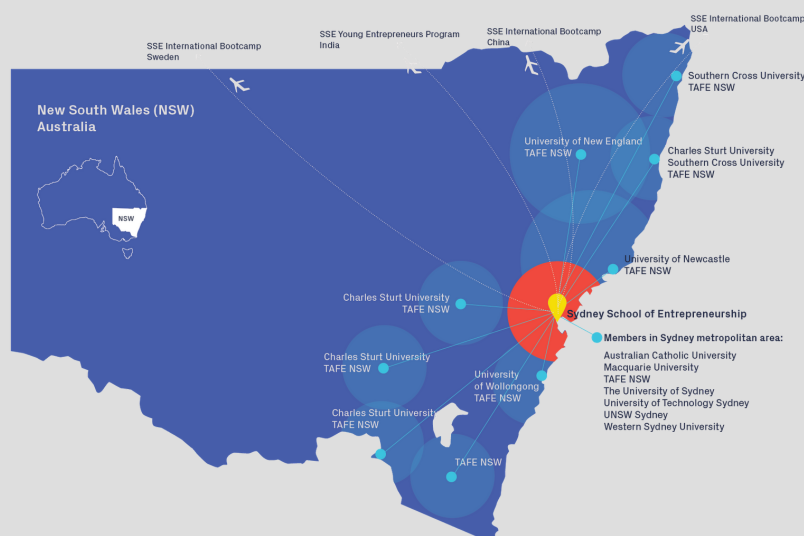 SSE International Bootcamp
Sweden
SSE Young Entrepreneurs Program
India
SSE International Bootcamp
China
SSE International Bootcamp
USA
New South Wales (NSW)
Australia
NSW
Southern Cross University
TAFE NSW
University of New England
TAFE NSW
Charles Sturt University
Southern Cross University
TAFE NSW
University of Newcastle
TAFE NSW
Charles Sturt University
TAFE NSW
Sydney School of Entrepreneurship
Members in Sydney metropolitan area:
Australian Catholic University
Macquarie University
TAFE NSW
The University of Sydney
University of Technology Sydney
UNSW Sydney
Western Sydney University
Charles Sturt University
TAFE NSW
University
of Wollongong
TAFE NSW
Charles Sturt University
TAFE NSW
TAFE NSW